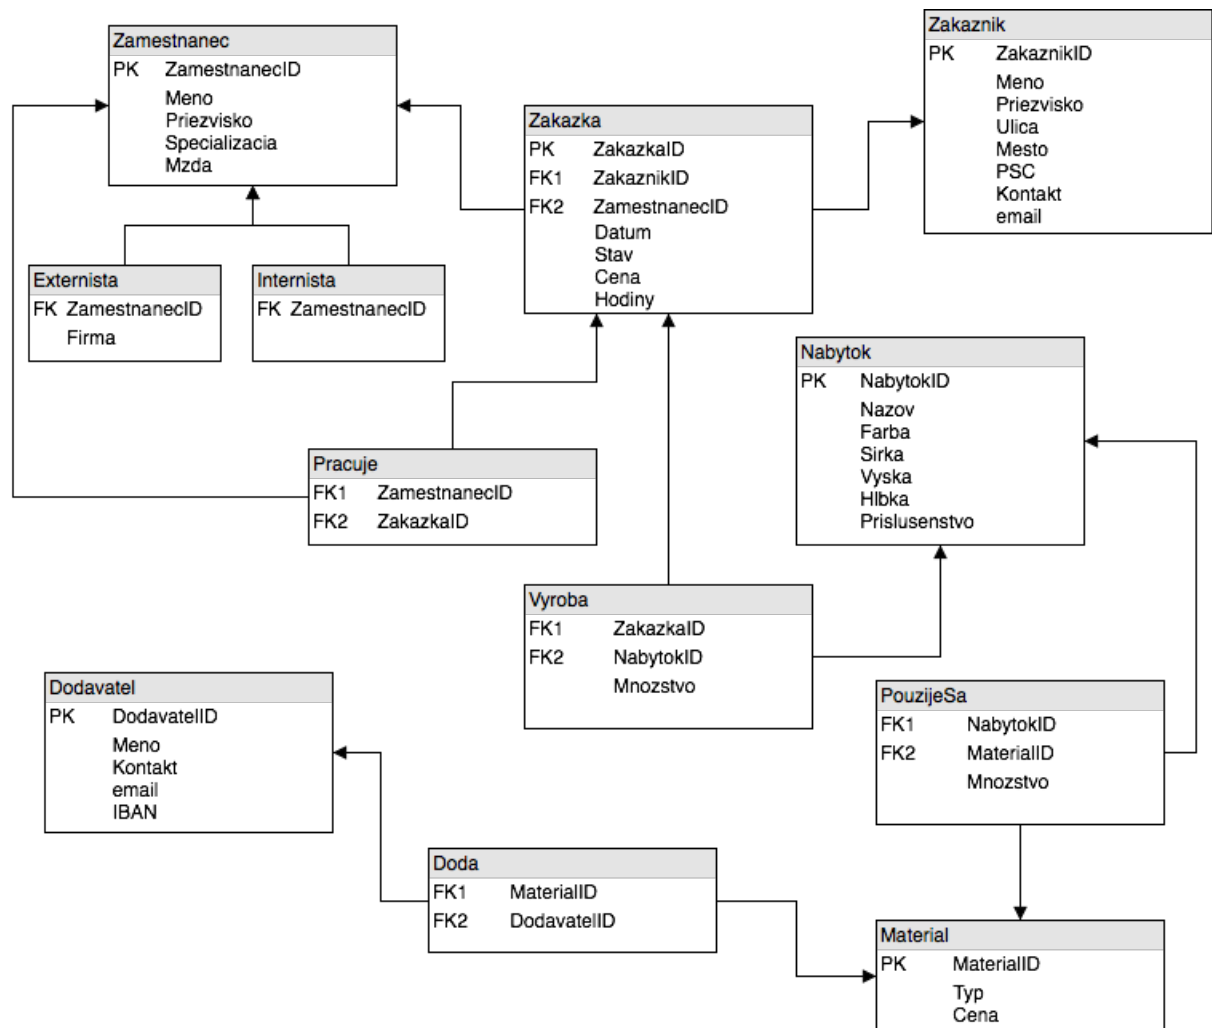 Zamestnanec
PK ZamestnanecID
Meno
Priezvisko
Specializacia
Mzda
Externista
FK ZamestnanecID
Firma
Internista
FK ZamestnanecID
Zakazka
PK ZakazkaID
FK1 ZakaznikID
FK2 ZamestnanecID
Datum
Stav
Cena
Hodiny
Zakaznik
PK ZakaznikID
Meno
Priezvisko
Ulica
Mesto
PSC
Kontakt
email
Pracuje
FK1 ZamestnanecID
FK2 ZakazkaID
Nabytok
PK NabytokID
Nazov
Farba
Sirka
Vyska
Hlbka
Prislusenstvo
Vyroba
FK1 ZakazkaID
FK2 NabytokID
Mnozstvo
Dodavatel
PK DodavatelID
Meno
Kontakt
email
IBAN
PouzijeSa
FK1 NabytokID
FK2 MaterialID
Mnozstvo
Doda
FK1 MaterialID
FK2 DodavatelID
Material
PK MaterialID
Typ
Cena